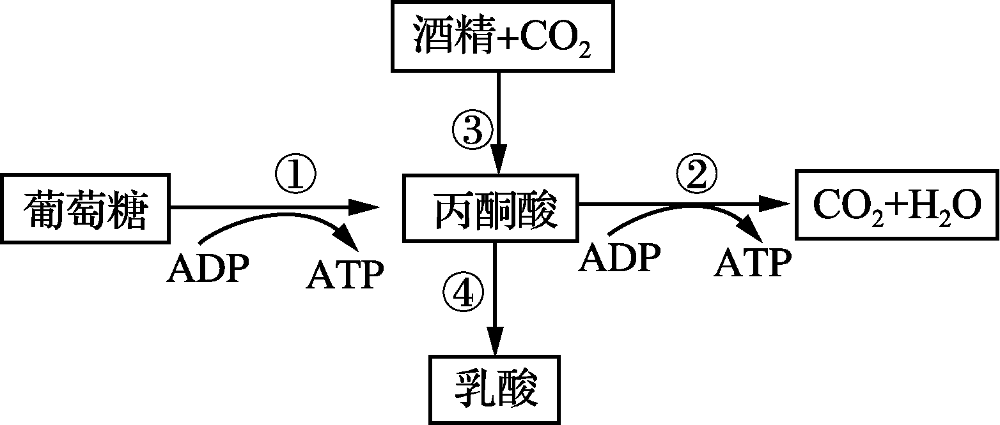 酒精+CO₂
③
① ②
葡萄糖 丙酮酸 CO₂+H₂O
ADP ATP ADP ATP
④
乳酸